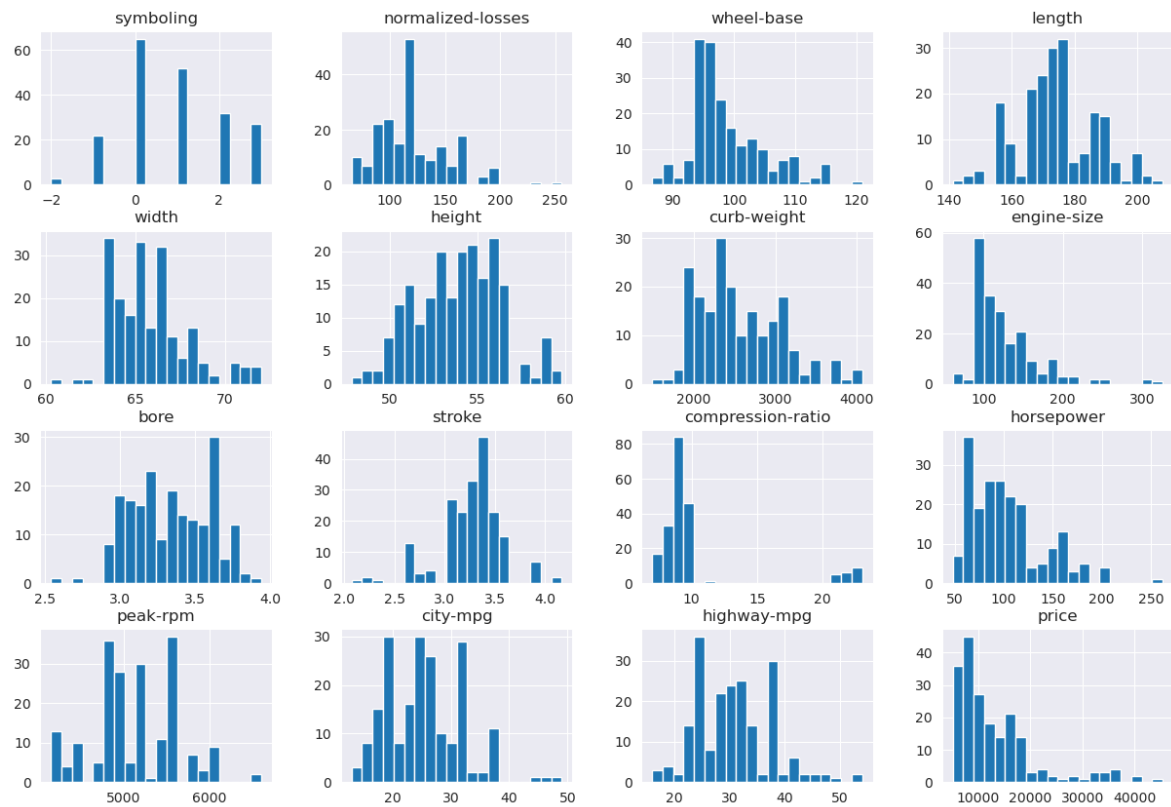 symboling normalized-losses wheel-base length
60 40 20 0
−2 0 2
40 20 0
100 150 200 250
40 30 20 10 0
90 100 110 120
30 20 10 0
140 160 180 200
width height curb-weight engine-size
30 20 10 0
60 65 70
20 15 10 5 0
50 55 60
30 20 10 0
2000 3000 4000
60 40 20 0
100 200 300
bore stroke compression-ratio horsepower
30 20 10 0
2.5 3.0 3.5 4.0
40 30 20 10 0
2.0 2.5 3.0 3.5 4.0
80 60 40 20 0
10 15 20
30 20 10 0
50 100 150 200 250
peak-rpm city-mpg highway-mpg price
30 20 10 0
5000 6000
30 20 10 0
20 30 40 50
30 20 10 0
20 30 40 50
40 30 20 10 0
10000 20000 30000 40000